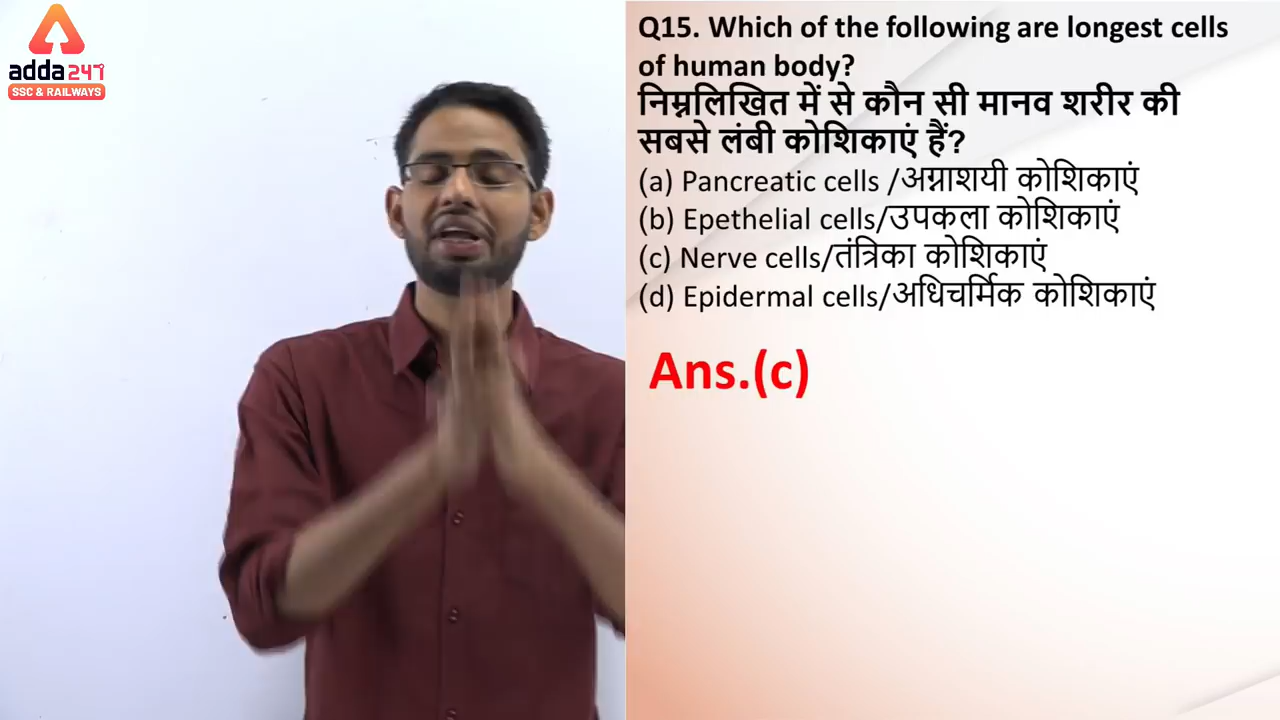 adda247
SSC & RAILWAYS
Q15. Which of the following are longest cells
of human body?
निम्नलिखित में से कौन सी मानव शरीर की
सबसे लंबी कोशिकाएं हैं?
(a) Pancreatic cells /अग्नाशयी कोशिकाएं
(b) Epethelial cells/उपकला कोशिकाएं
(c) Nerve cells/तंत्रिका कोशिकाएं
(d) Epidermal cells/अधिचर्मिक कोशिकाएं
Ans.(c)